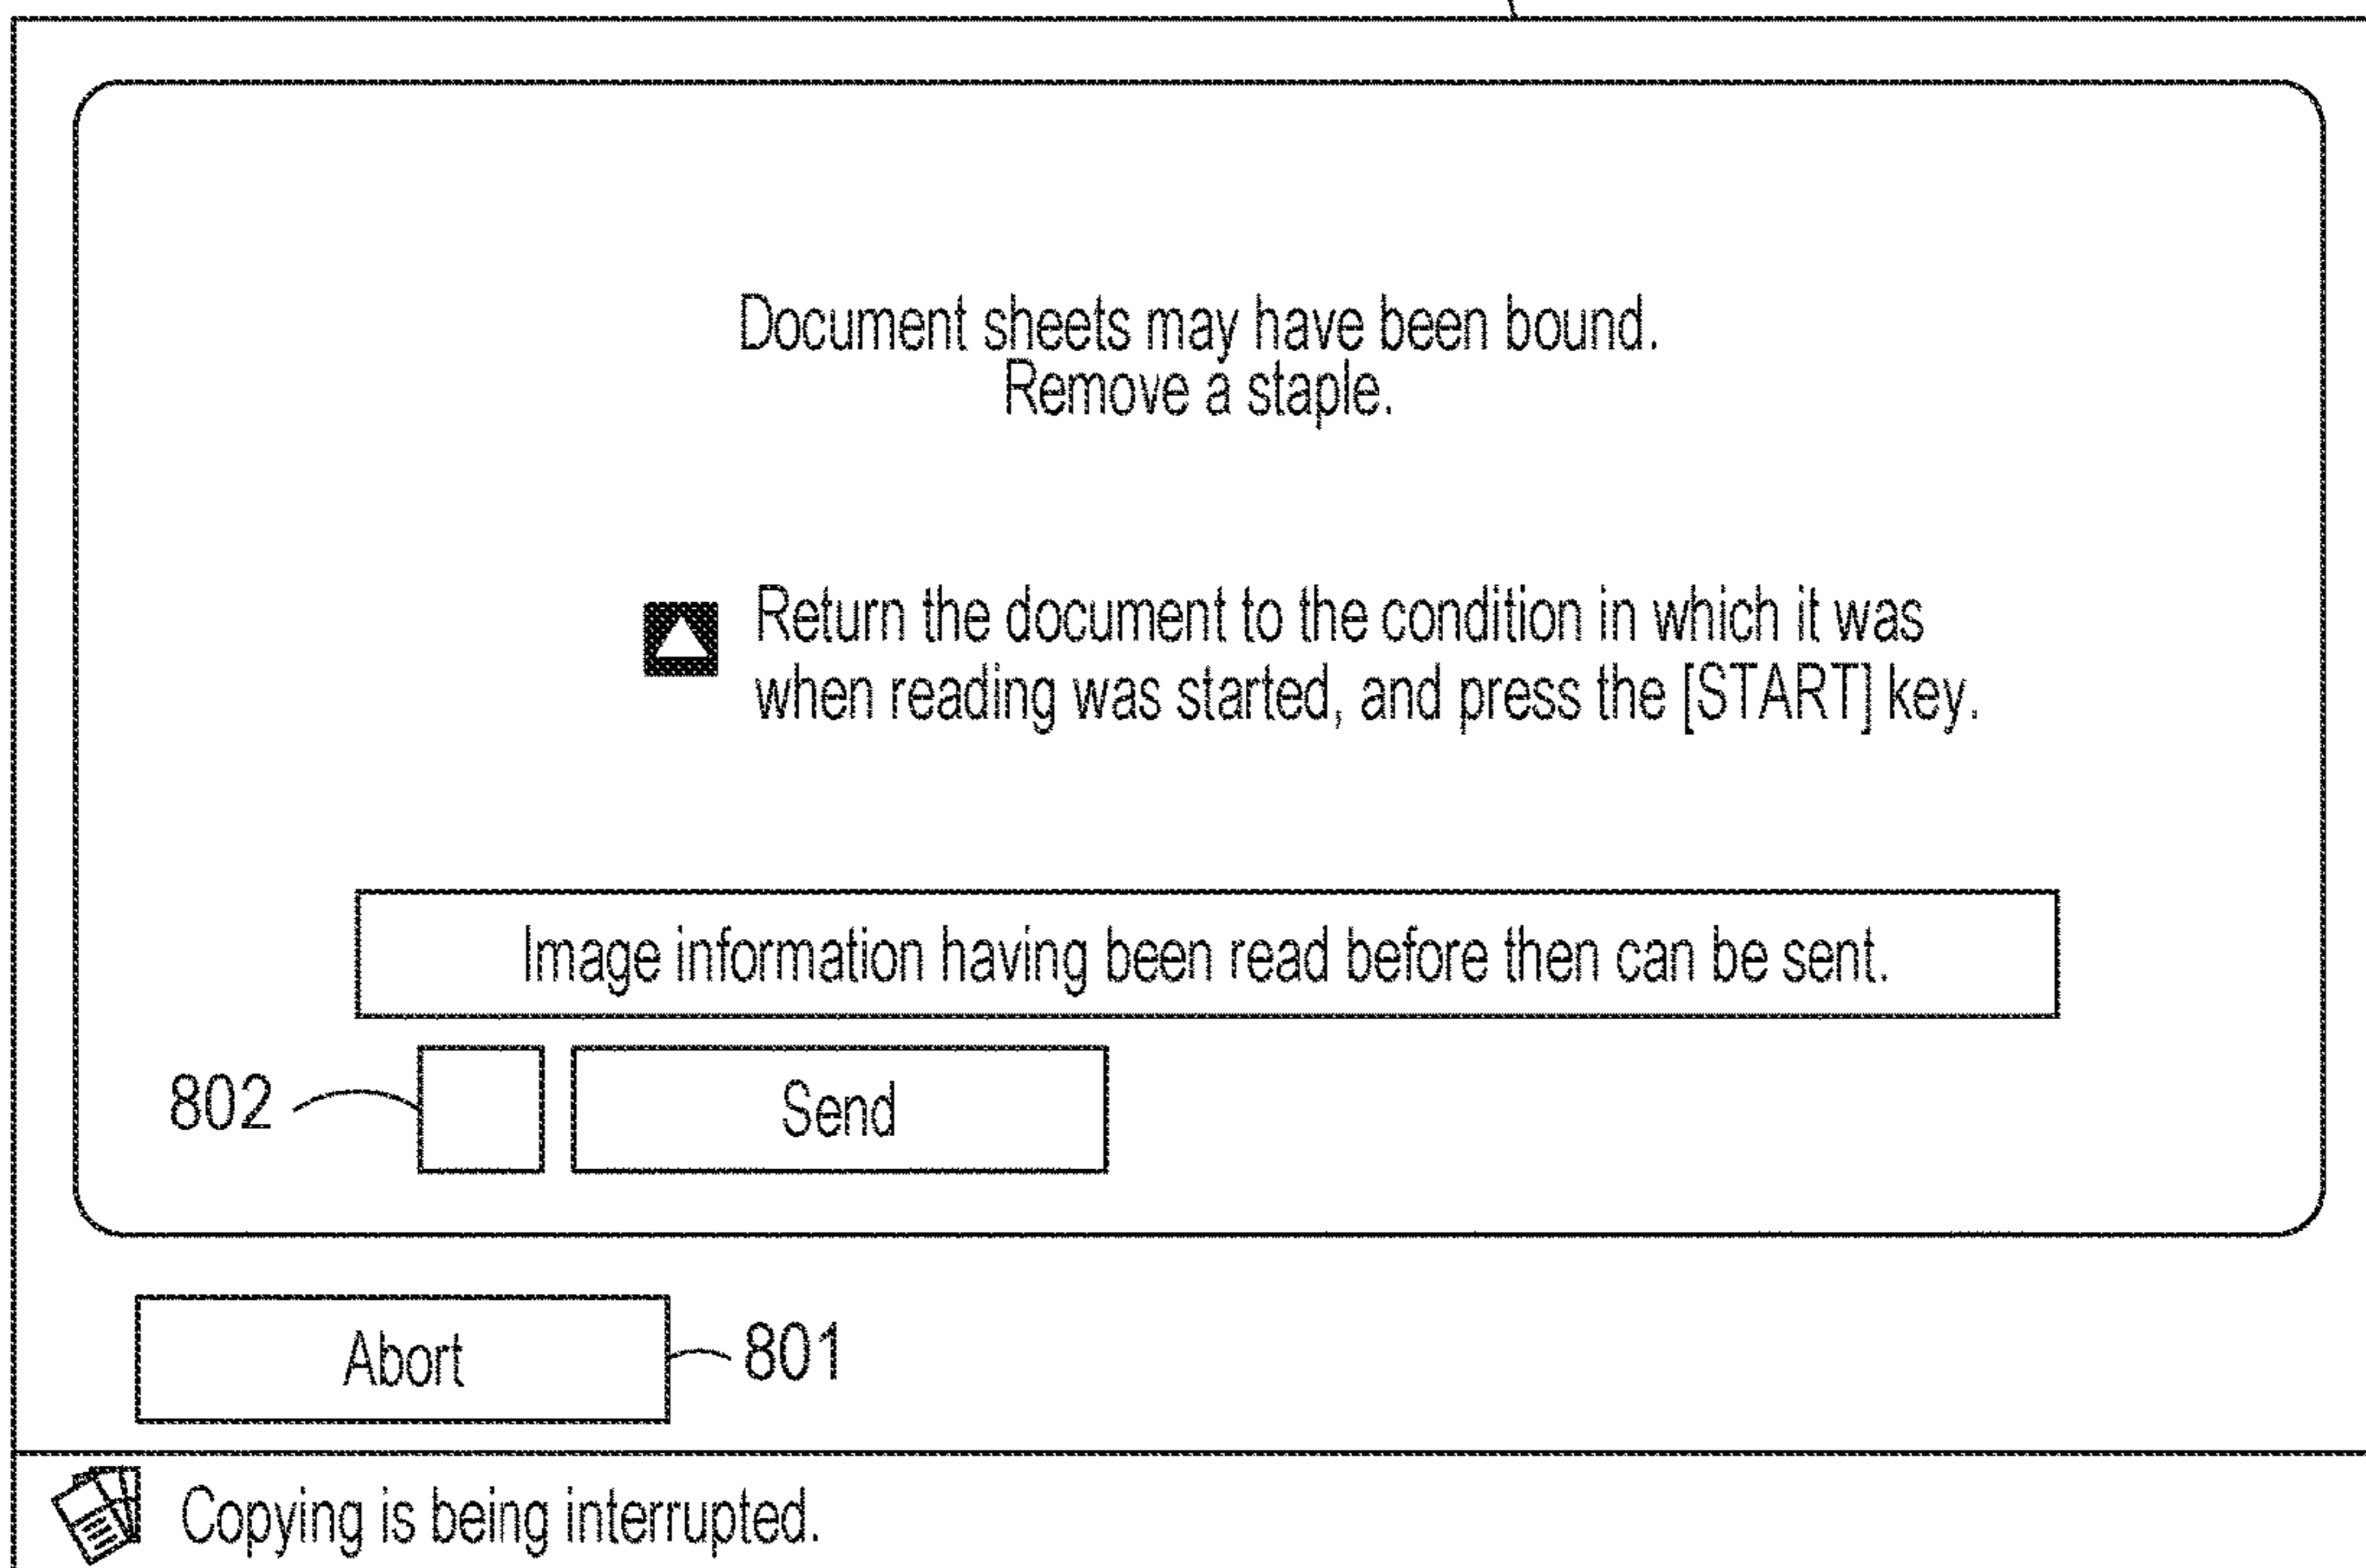 Document sheets may have been bound.
Remove a staple.
Return the document to the condition in which it was
when reading was started, and press the [START] key.
Image information having been read before then can be sent.
802
Send
Abort
801
Copying is being interrupted.